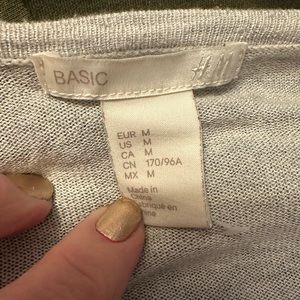 BASIC
H&M
EUR M
US M
CA M
CN 170/96A
MX M
Made in
China